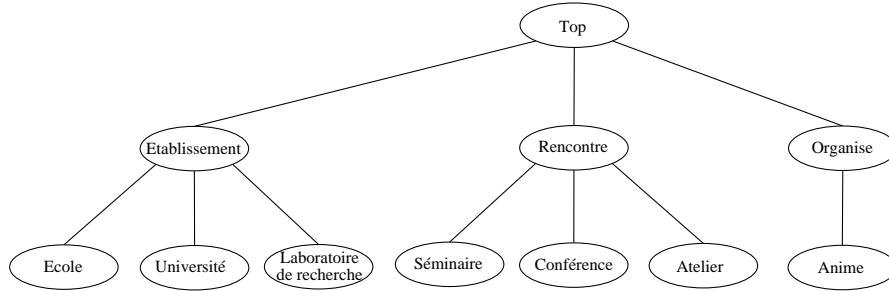 Top
Etablissement
Rencontre
Organise
Ecole
Université
Laboratoire
de recherche
Séminaire
Conférence
Atelier
Anime